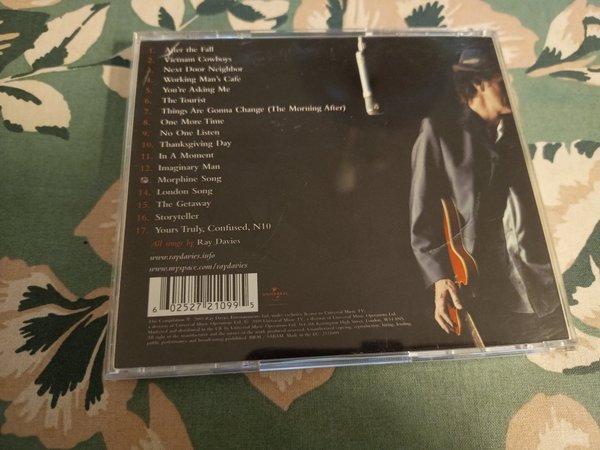 1. After the Fall
2. Vietnam Cowboys
3. Next Door Neighbor
4. Working Man's Café
5. You're Asking Me
6. The Tourist
7. Things Are Gonna Change (The Morning After)
8. One More Time
9. No One Listen
10. Thanksgiving Day
11. In A Moment
12. Imaginary Man
Morphine Song
14. London Song
15. The Getaway
16. Storyteller
17. Yours Truly, Confused, N10
All songs by Ray Davies
www.raydavies.info
www.myspace.com/raydavies
6 02527 21099 5
UNIVERSAL